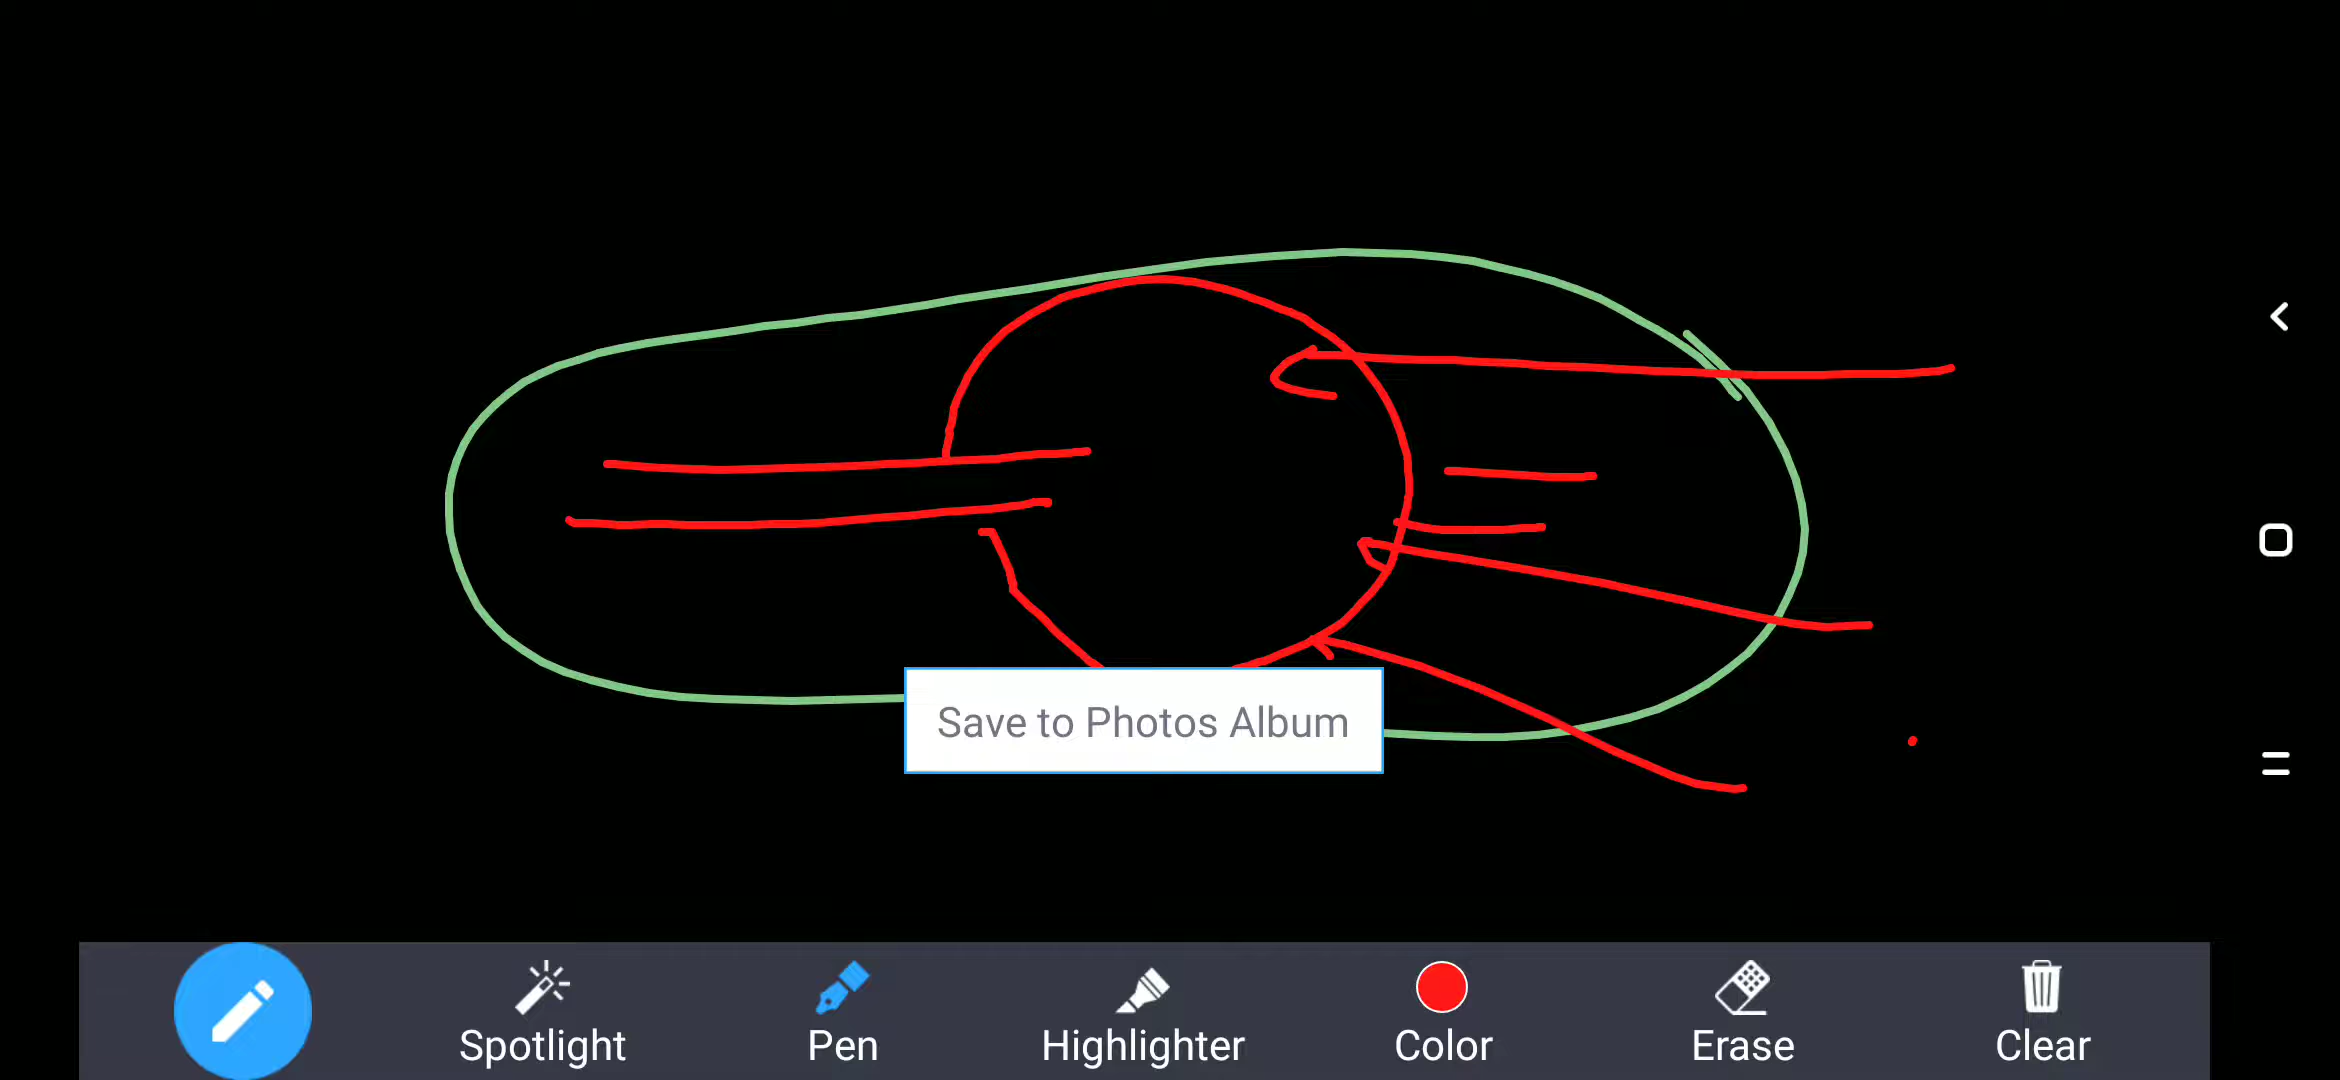 Save to Photos Album
Spotlight
Pen
Highlighter
Color
Erase
Clear